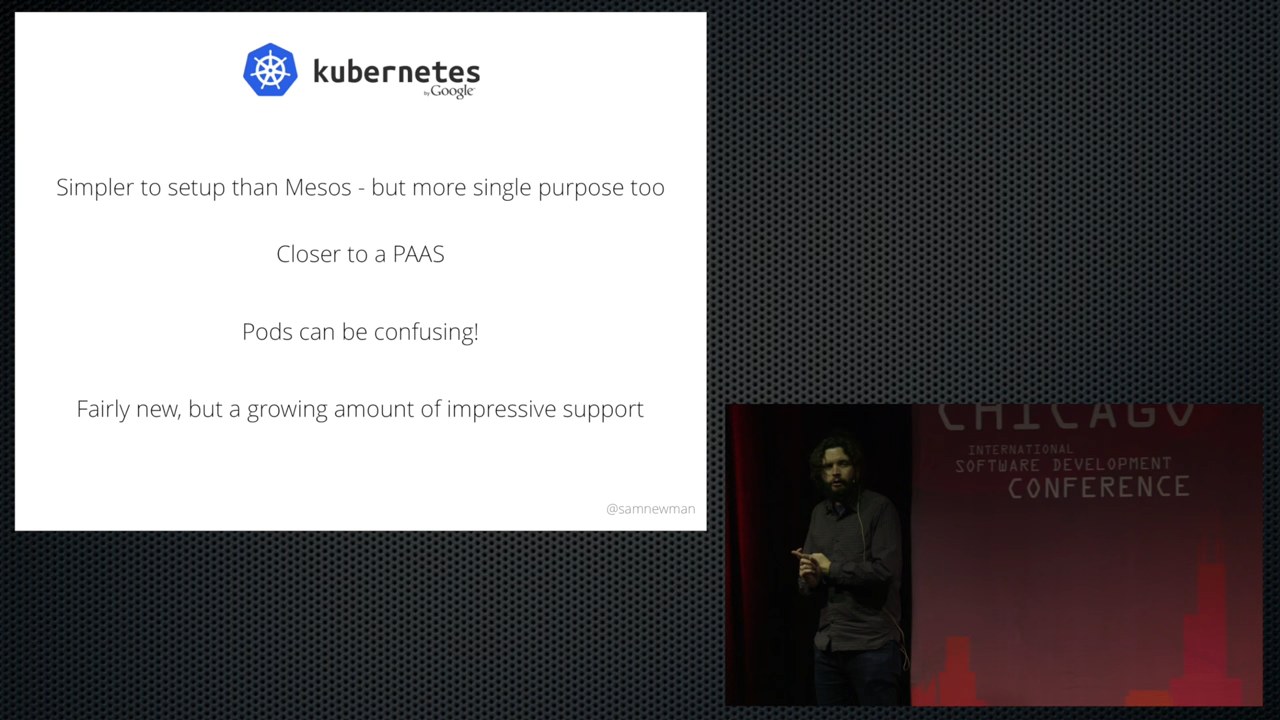 kubernetes
by Google
Simpler to setup than Mesos - but more single purpose too
Closer to a PAAS
Pods can be confusing!
Fairly new, but a growing amount of impressive support
@samnewman
CHICAGO
INTERNATIONAL
SOFTWARE DEVELOPMENT
CONFERENCE